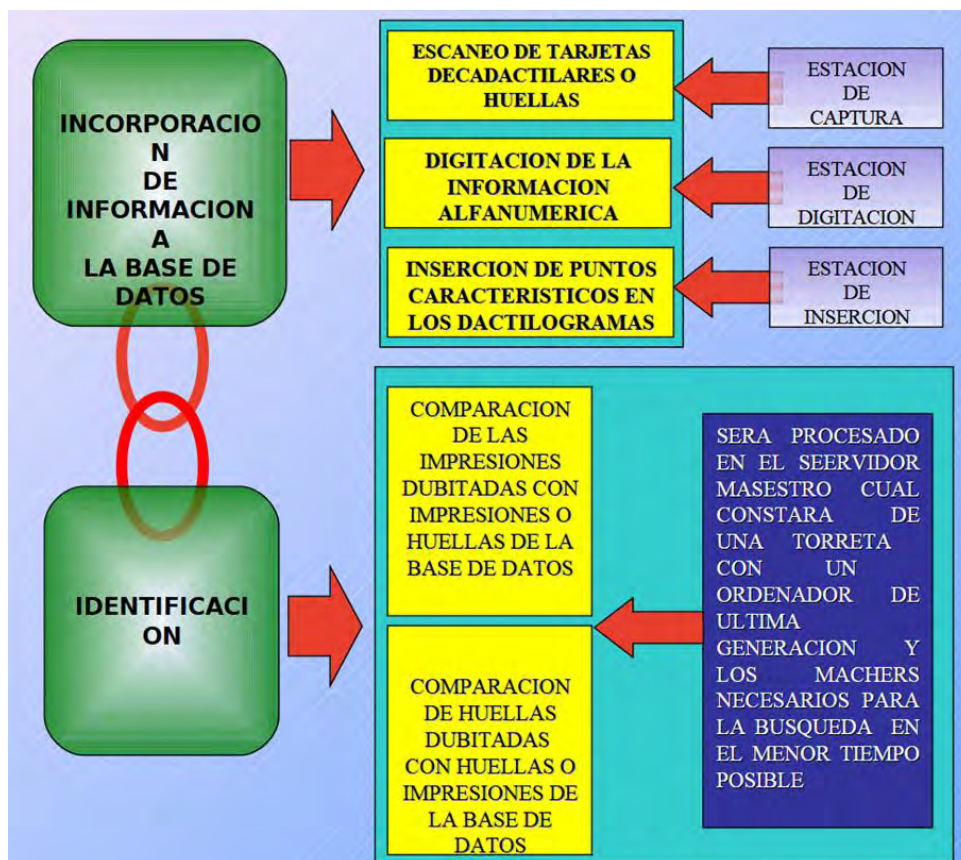 INCORPORACIO
N
DE
INFORMACION
A
LA BASE DE
DATOS
ESCANEO DE TARJETAS
DECADACTILARES O
HUELLAS
ESTACION
DE
CAPTURA
DIGITACION DE LA
INFORMACION
ALFANUMERICA
ESTACION
DE
DIGITACION
INSERCION DE PUNTOS
CARACTERISTICOS EN
LOS DACTILOGRAMAS
ESTACION
DE
INSERCION
IDENTIFICACI
ON
COMPARACION
DE LAS
IMPRESIONES
DUBITADAS CON
IMPRESIONES O
HUELLAS DE LA
BASE DE DATOS
COMPARACION
DE HUELLAS
DUBITADAS
CON HUELLAS O
IMPRESIONES DE
LA BASE DE
DATOS
SERA PROCESADO
EN EL SEERVIDOR
MASESTRO CUAL
CONSTARA DE
UNA TORRETA
CON UN
ORDENADOR DE
ULTIMA
GENERACION Y
LOS MACHERS
NECESARIOS PARA
LA BUSQUEDA EN
EL MENOR TIEMPO
POSIBLE